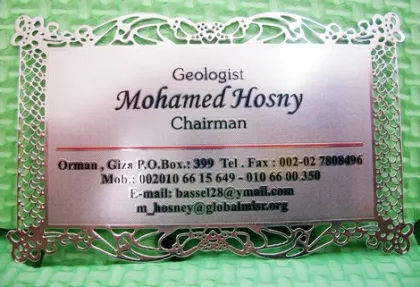 Geologist
Mohamed Hosny
Chairman
Orman , Giza P.O.Box.: 399 Tel . Fax : 002-02 7808496
Mob.: 002010 66 15 649 - 010 66 00 350
E-mail: bassel28@ymail.com
m_hosney@globalmisr.org